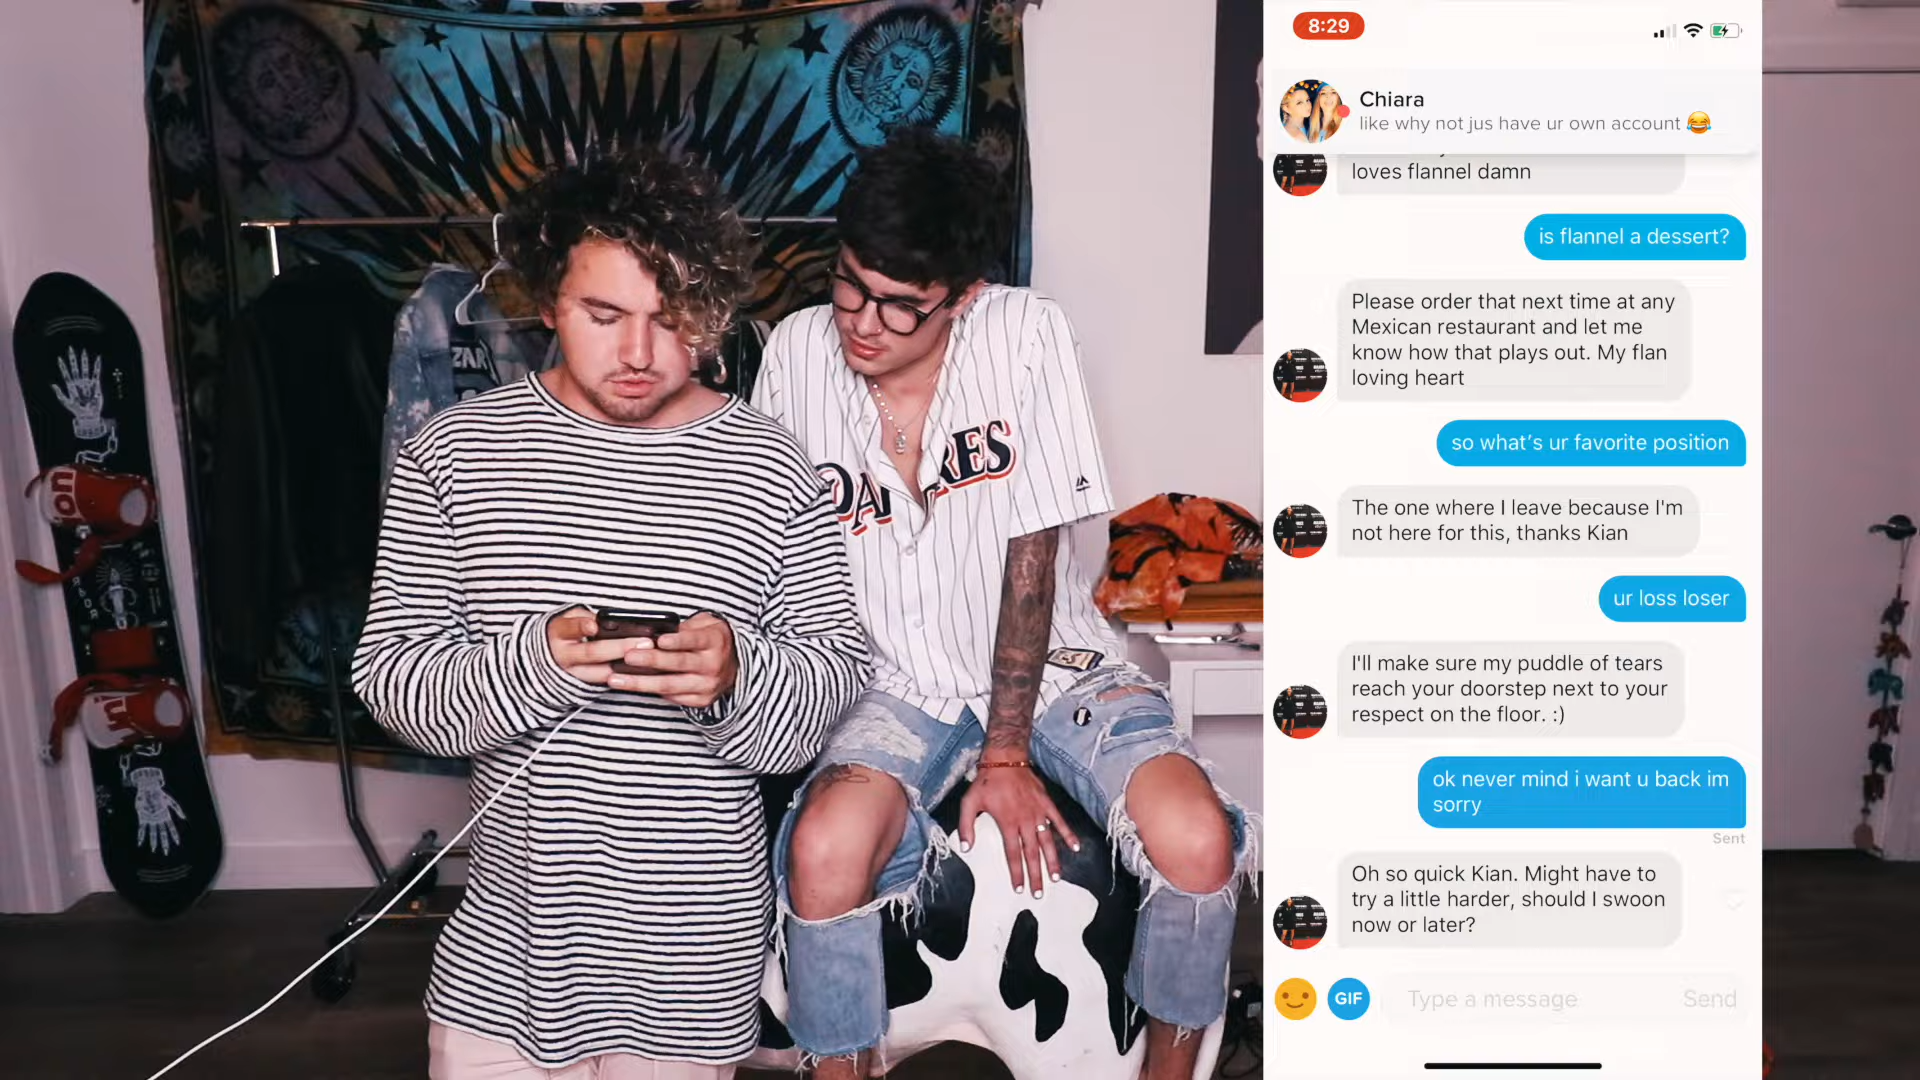 8:29
Chiara
like why not jus have ur own account 😂
loves flannel damn
is flannel a dessert?
Please order that next time at any
Mexican restaurant and let me
know how that plays out. My flan
loving heart
so what's ur favorite position
The one where I leave because I'm
not here for this, thanks Kian
ur loss loser
I'll make sure my puddle of tears
reach your doorstep next to your
respect on the floor. :)
ok never mind i want u back im
sorry
Sent
Oh so quick Kian. Might have to
try a little harder, should I swoon
now or later?
GIF
Type a message
Send